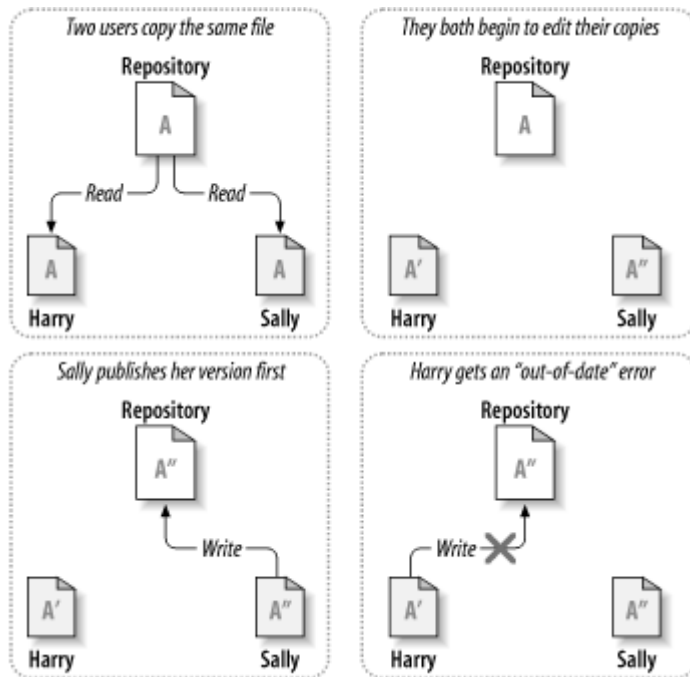 Two users copy the same file
Repository
A
Read
Read
A
A
Harry
Sally
They both begin to edit their copies
Repository
A
A′
A″
Harry
Sally
Sally publishes her version first
Repository
A″
Write
A′
A″
Harry
Sally
Harry gets an “out-of-date” error
Repository
A″
Write
A′
A″
Harry
Sally